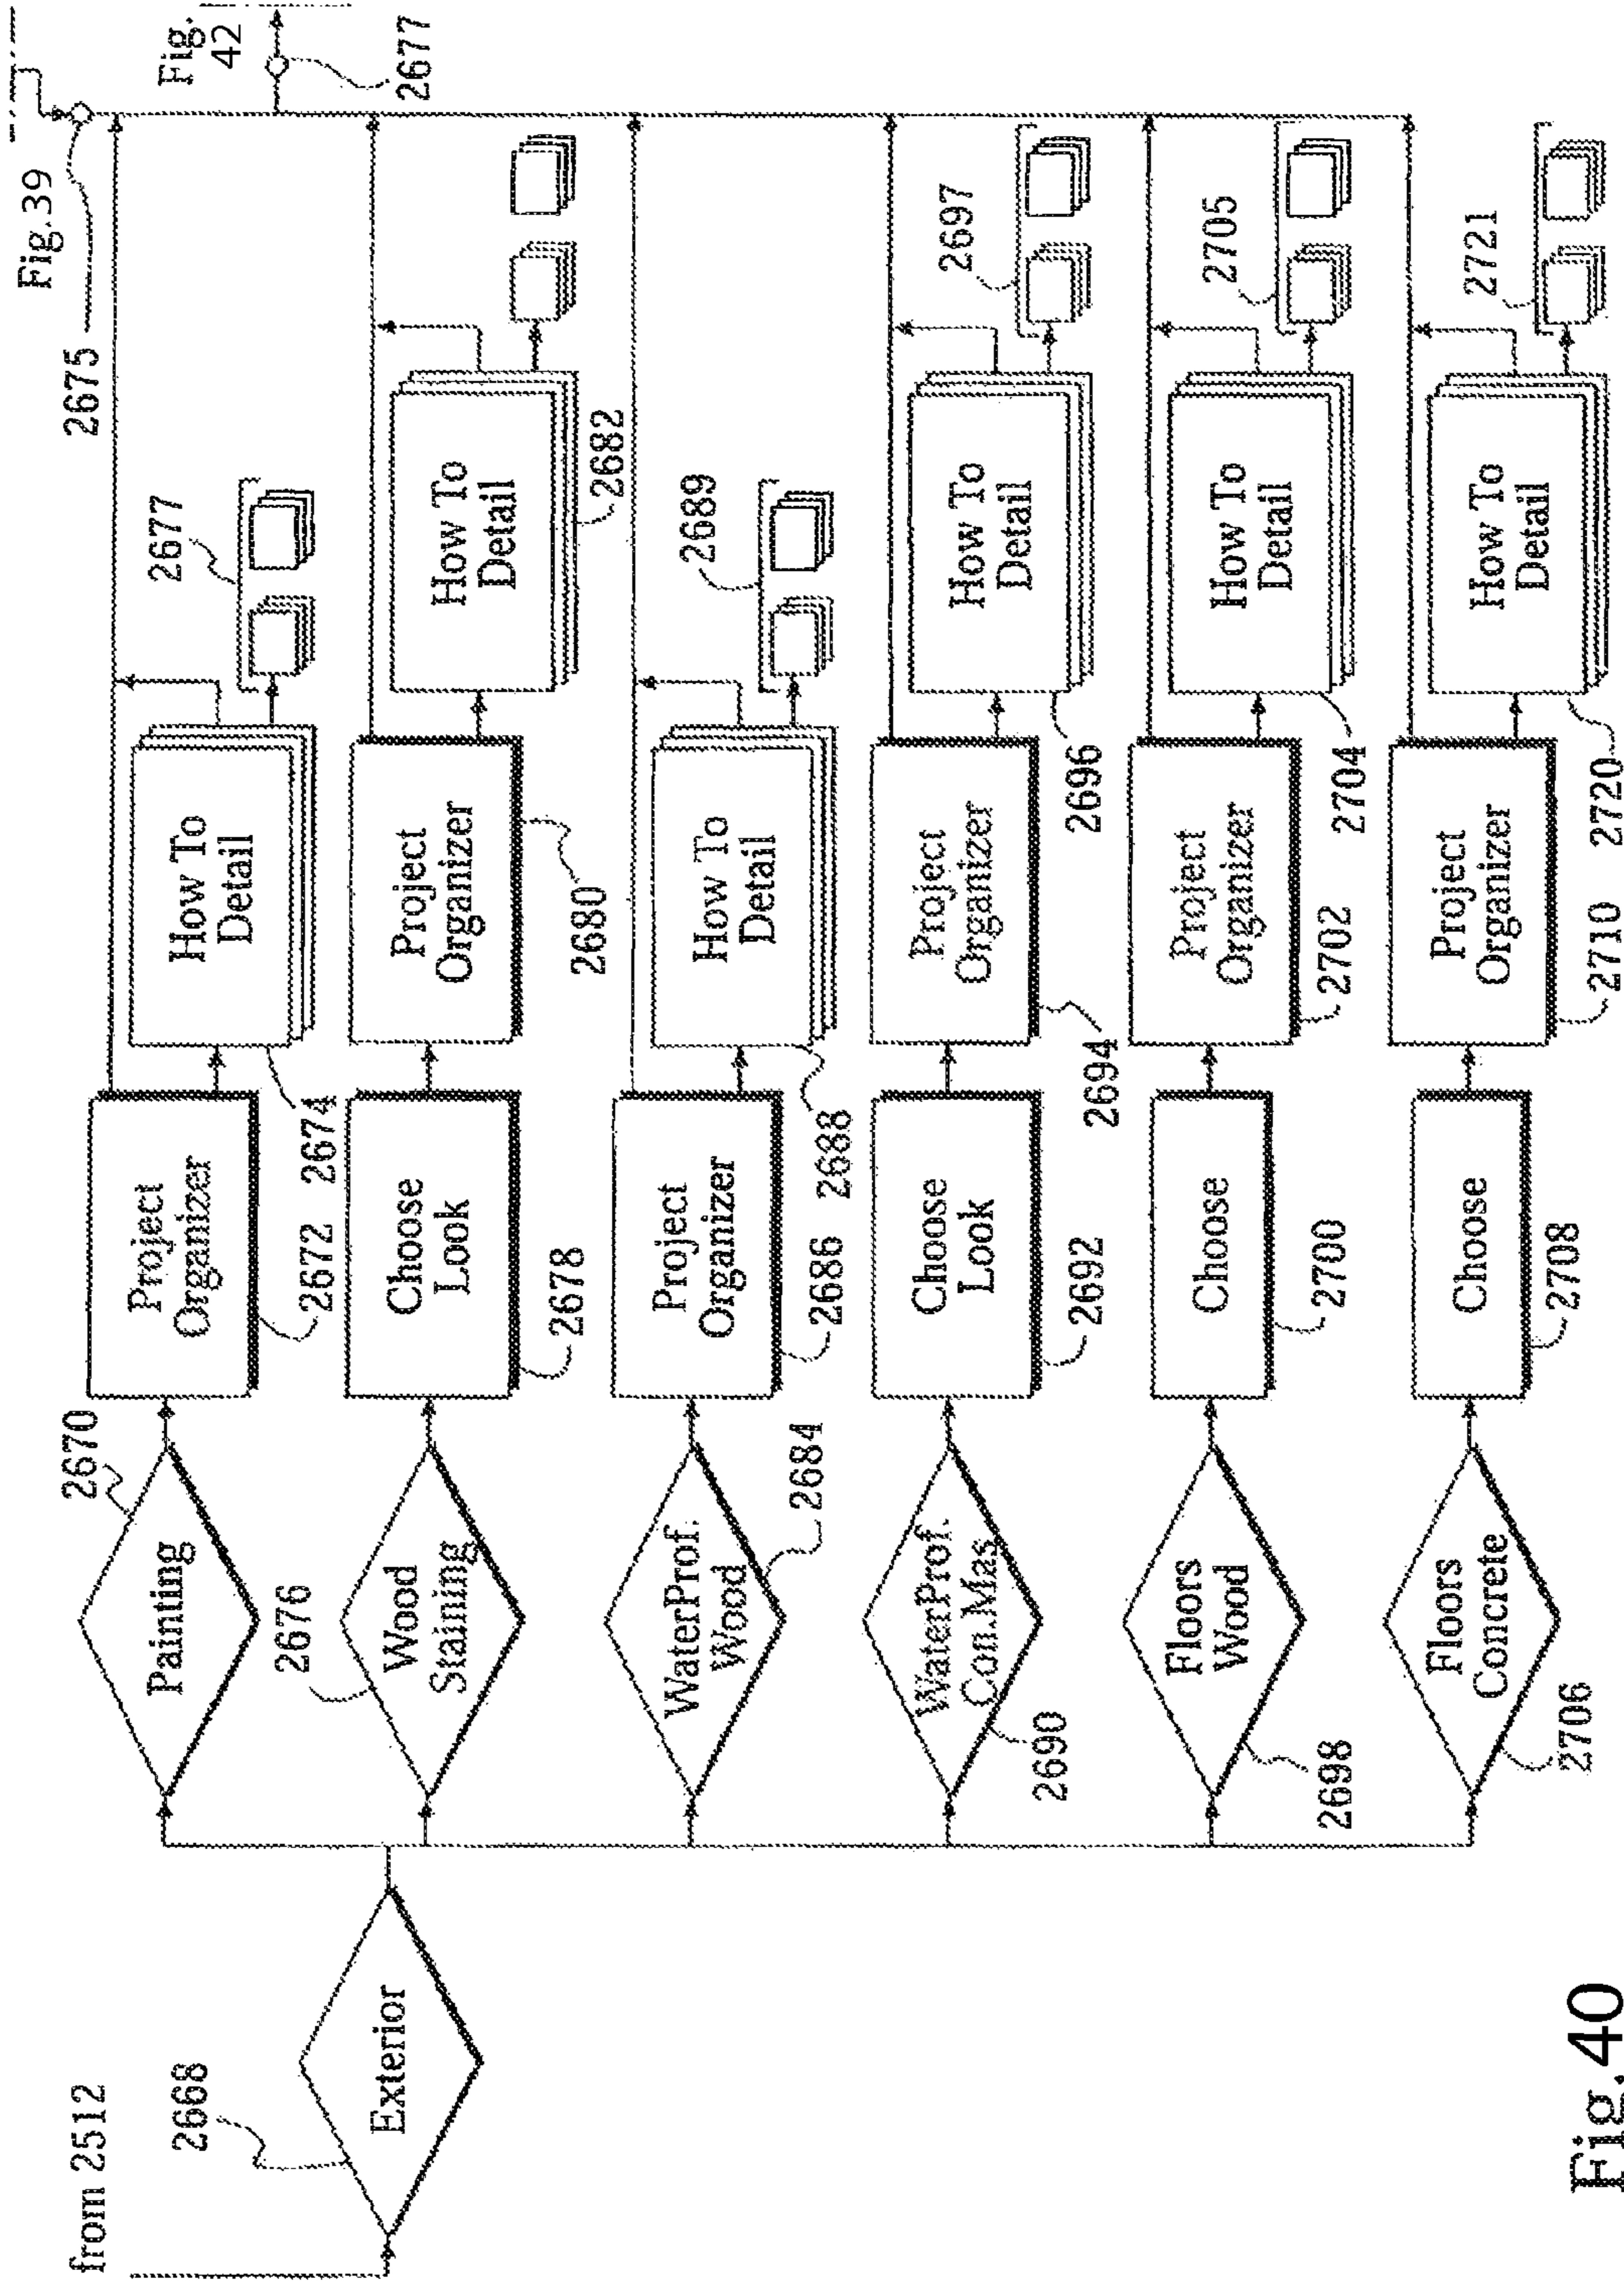 from 2512
2668
Exterior
Fig.39
2675
Fig.
42
2677
2670
Painting
Project
Organizer
2672
How To
Detail
2674
2677
2676
Wood
Staining
Choose
Look
2678
Project
Organizer
2680
How To
Detail
2682
WaterProf.
Wood
2684
Project
Organizer
2686
How To
Detail
2688
2689
WaterProf.
Con.Mas.
2690
Choose
Look
2692
Project
Organizer
2694
How To
Detail
2696
2697
Floors
Wood
2698
Choose
2700
Project
Organizer
2702
How To
Detail
2704
2705
Floors
Concrete
2706
Choose
2708
Project
Organizer
2710
How To
Detail
2720
2721
Fig.40